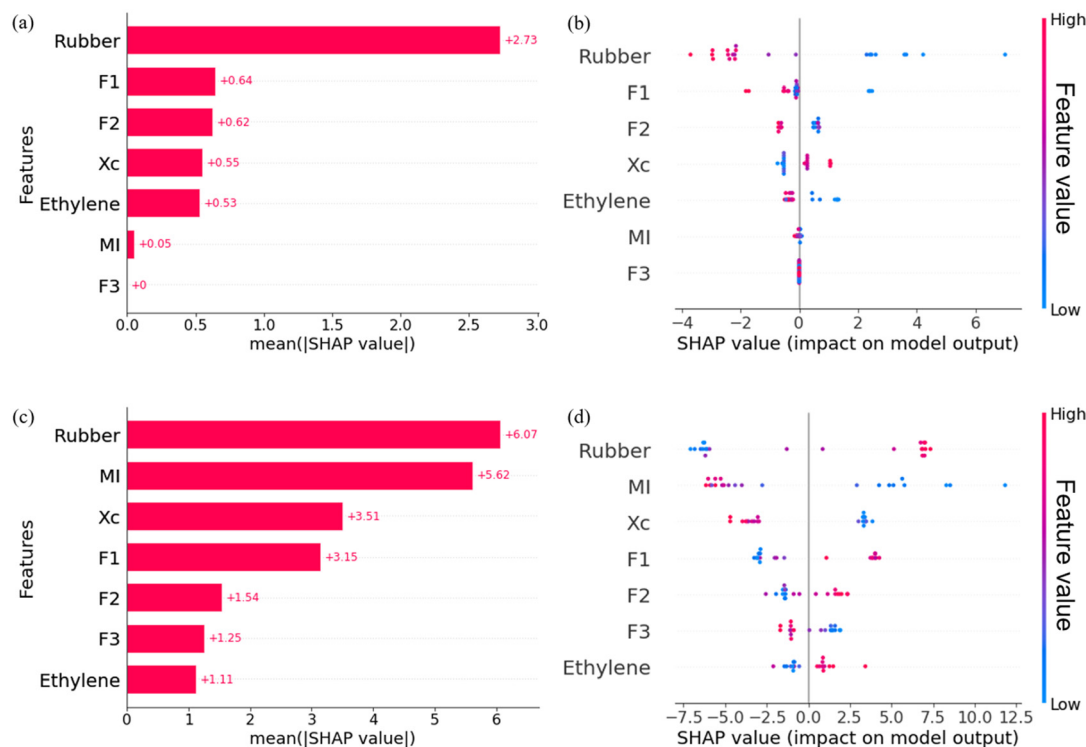 (a)
Features
Rubber
F1
F2
Xc
Ethylene
MI
F3
+2.73
+0.64
+0.62
+0.55
+0.53
+0.05
+0
0.0 0.5 1.0 1.5 2.0 2.5 3.0
mean(|SHAP value|)
(b)
Rubber
F1
F2
Xc
Ethylene
MI
F3
−4 −2 0 2 4 6
SHAP value (impact on model output)
High
Feature value
Low
(c)
Features
Rubber
MI
Xc
F1
F2
F3
Ethylene
+6.07
+5.62
+3.51
+3.15
+1.54
+1.25
+1.11
0 1 2 3 4 5 6
mean(|SHAP value|)
(d)
Rubber
MI
Xc
F1
F2
F3
Ethylene
−7.5 −5.0 −2.5 0.0 2.5 5.0 7.5 10.0 12.5
SHAP value (impact on model output)
High
Feature value
Low